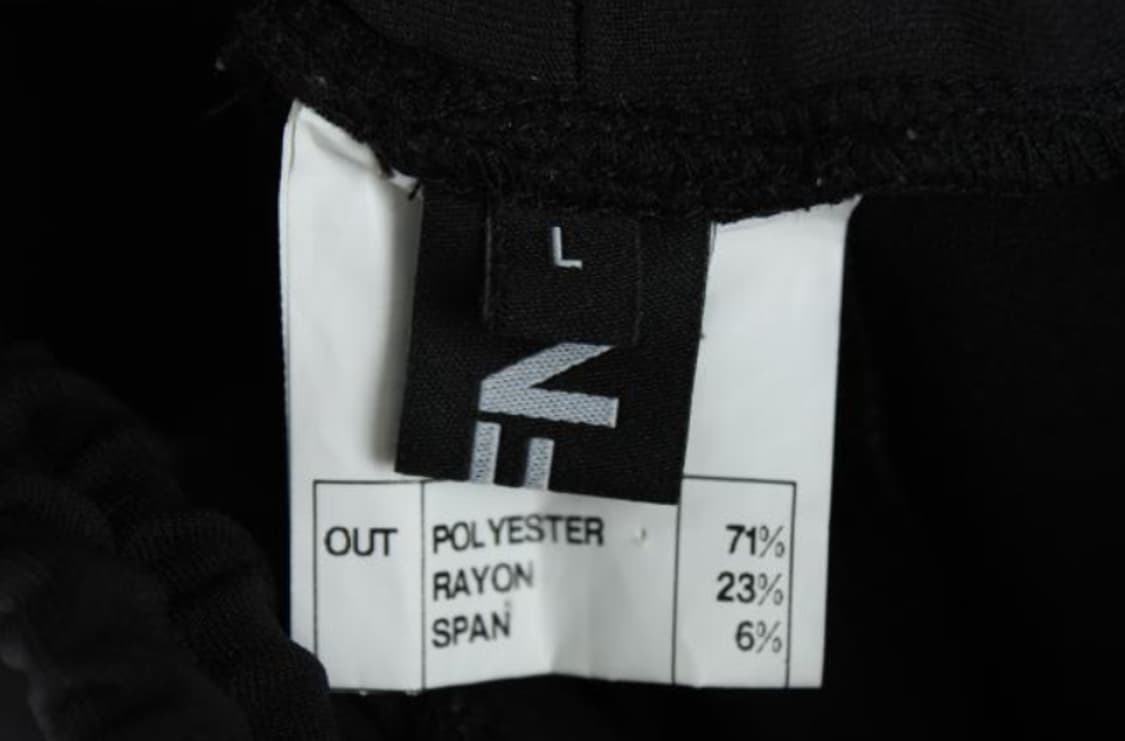 L
OUT POLYESTER 71%
RAYON 23%
SPAN 6%